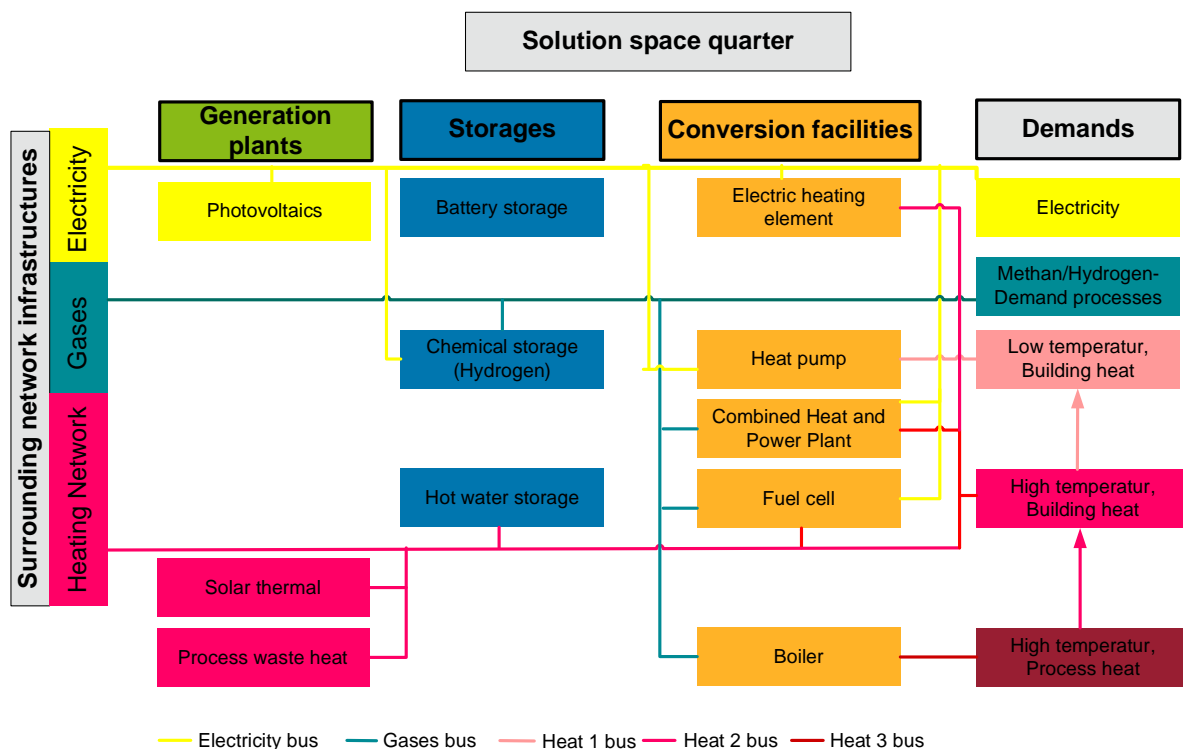 Solution space quarter
Generation
plants
Storages
Conversion facilities
Demands
Surrounding network infrastructures
Electricity
Gases
Heating Network
Photovoltaics
Battery storage
Electric heating
element
Electricity
Methan/Hydrogen-
Demand processes
Chemical storage
(Hydrogen)
Heat pump
Low temperatur,
Building heat
Combined Heat and
Power Plant
Hot water storage
Fuel cell
High temperatur,
Building heat
Solar thermal
Process waste heat
Boiler
High temperatur,
Process heat
Electricity bus
Gases bus
Heat 1 bus
Heat 2 bus
Heat 3 bus